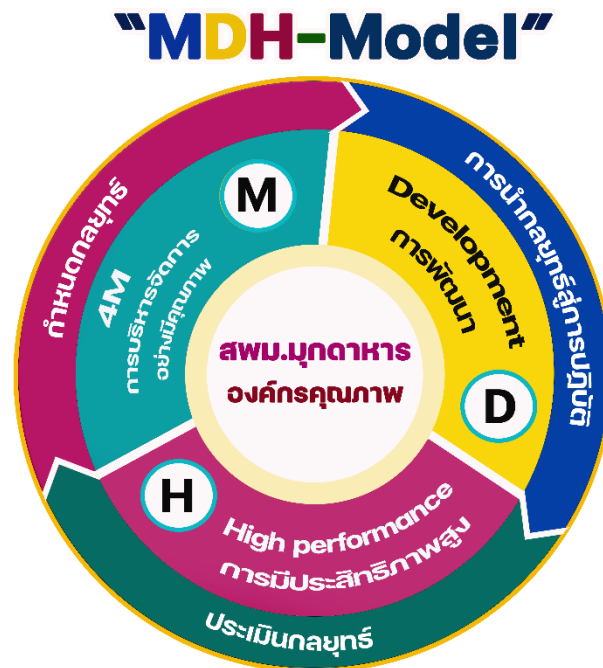 "MDH-Model"
กำหนดกลยุทธ์
M
4M
การบริหารจัดการ
อย่างมีคุณภาพ
การนำกลยุทธ์สู่การปฏิบัติ
Development
การพัฒนา
D
สพม.มุกดาหาร
องค์กรคุณภาพ
H
High performance
การมีประสิทธิภาพสูง
ประเมินกลยุทธ์